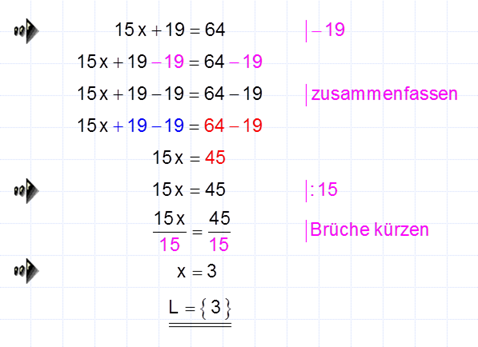 15x + 19 = 64 | − 19
15x + 19 − 19 = 64 − 19
15x + 19 − 19 = 64 − 19 | zusammenfassen
15x + 19 − 19 = 64 − 19
15x = 45
15x = 45 | : 15
15x/15 = 45/15 | Brüche kürzen
x = 3
L = { 3 }